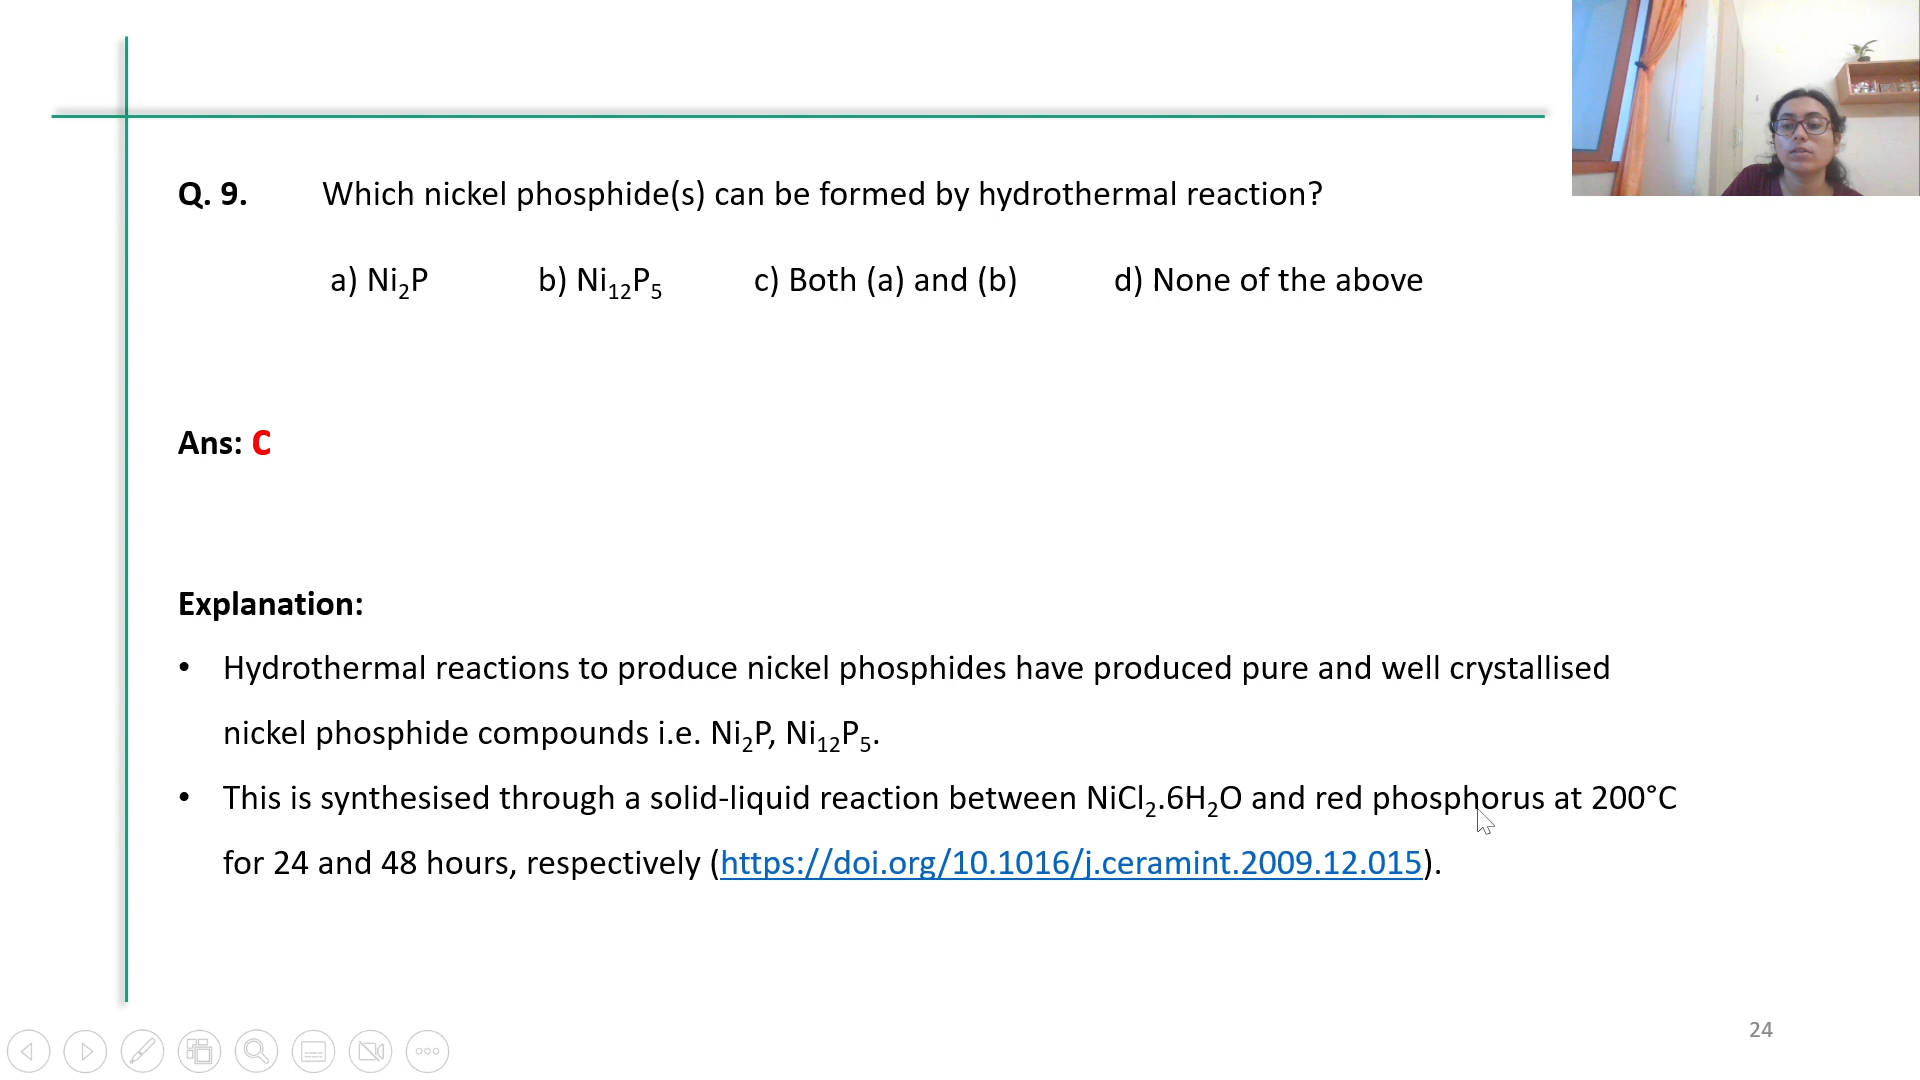 Q. 9. Which nickel phosphide(s) can be formed by hydrothermal reaction?
a) Ni₂P b) Ni₁₂P₅ c) Both (a) and (b) d) None of the above
Ans: C
Explanation:
• Hydrothermal reactions to produce nickel phosphides have produced pure and well crystallised
nickel phosphide compounds i.e. Ni₂P, Ni₁₂P₅.
• This is synthesised through a solid-liquid reaction between NiCl₂.6H₂O and red phosphorus at 200°C
for 24 and 48 hours, respectively (https://doi.org/10.1016/j.ceramint.2009.12.015).
24